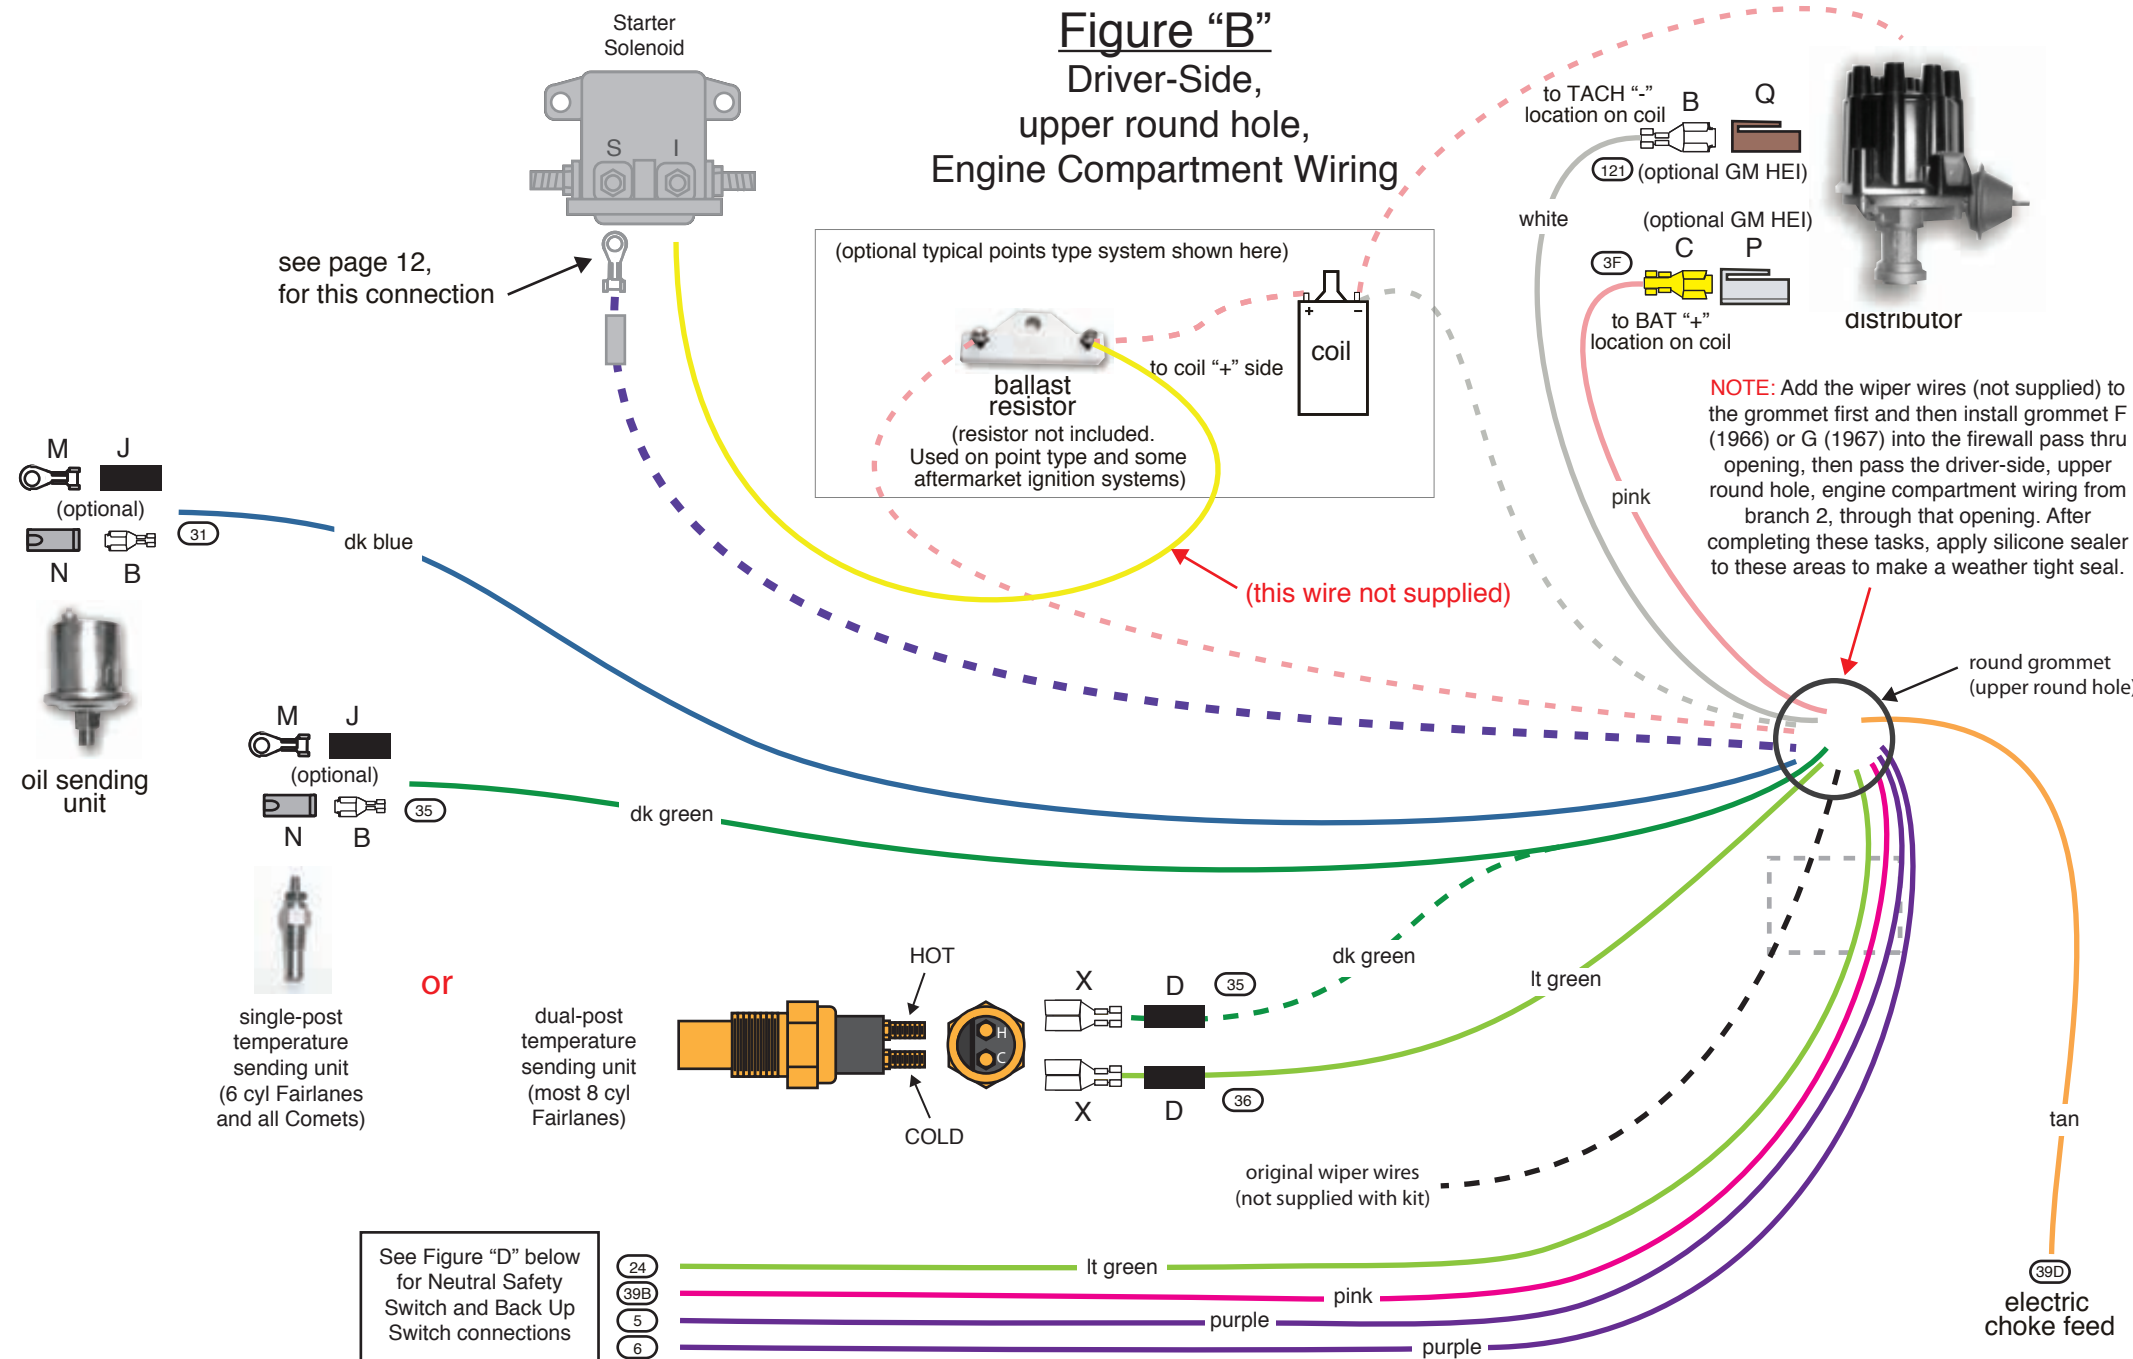 Figure “B”
Driver-Side,
upper round hole,
Engine Compartment Wiring
Starter
Solenoid
S I
see page 12,
for this connection
(optional typical points type system shown here)
+ –
coil
to coil “+” side
ballast
resistor
(resistor not included.
Used on point type and some
aftermarket ignition systems)
(this wire not supplied)
to TACH “-”
location on coil
B Q
121 (optional GM HEI)
white
(optional GM HEI)
3F C P
to BAT “+”
location on coil
pink
distributor
NOTE: Add the wiper wires (not supplied) to
the grommet first and then install grommet F
(1966) or G (1967) into the firewall pass thru
opening, then pass the driver-side, upper
round hole, engine compartment wiring from
branch 2, through that opening. After
completing these tasks, apply silicone sealer
to these areas to make a weather tight seal.
round grommet
(upper round hole)
M J
(optional)
31
N B
dk blue
oil sending
unit
M J
(optional)
35
N B
dk green
single-post
temperature
sending unit
(6 cyl Fairlanes
and all Comets)
or
dual-post
temperature
sending unit
(most 8 cyl
Fairlanes)
HOT
COLD
H
C
X D 35
dk green
X D 36
lt green
original wiper wires
(not supplied with kit)
tan
39D
electric
choke feed
See Figure “D” below
for Neutral Safety
Switch and Back Up
Switch connections
24 lt green
39B pink
5 purple
6 purple